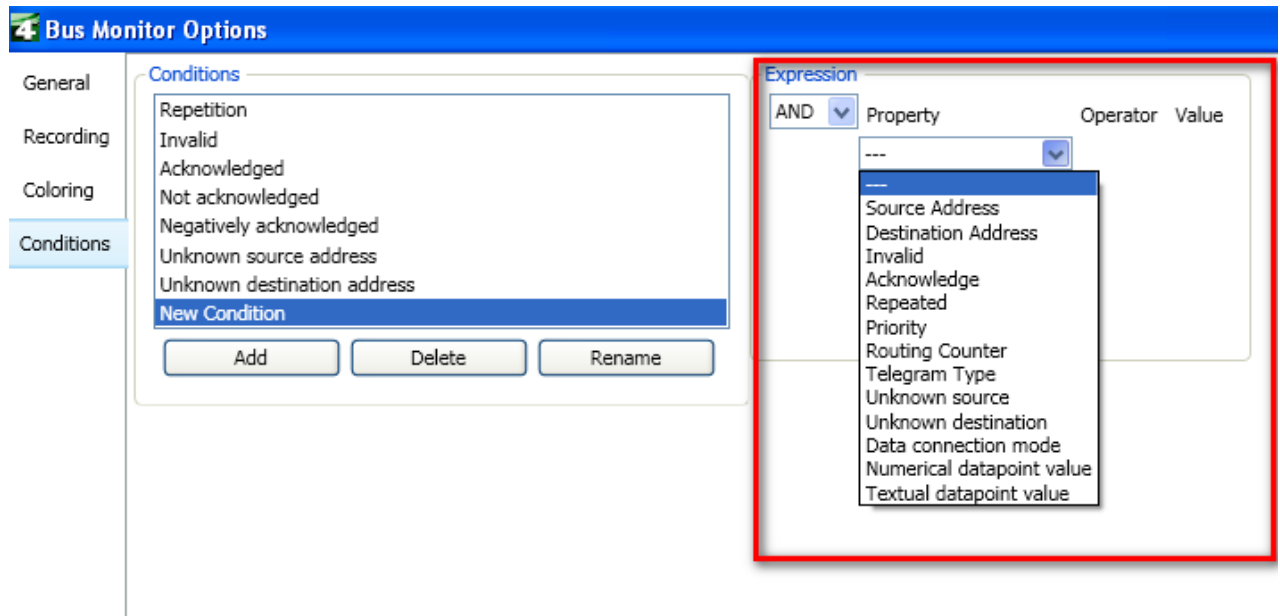 4 Bus Monitor Options
General
Recording
Coloring
Conditions
Conditions
Repetition
Invalid
Acknowledged
Not acknowledged
Negatively acknowledged
Unknown source address
Unknown destination address
New Condition
Add Delete Rename
Expression
AND Property Operator Value
---
---
Source Address
Destination Address
Invalid
Acknowledge
Repeated
Priority
Routing Counter
Telegram Type
Unknown source
Unknown destination
Data connection mode
Numerical datapoint value
Textual datapoint value